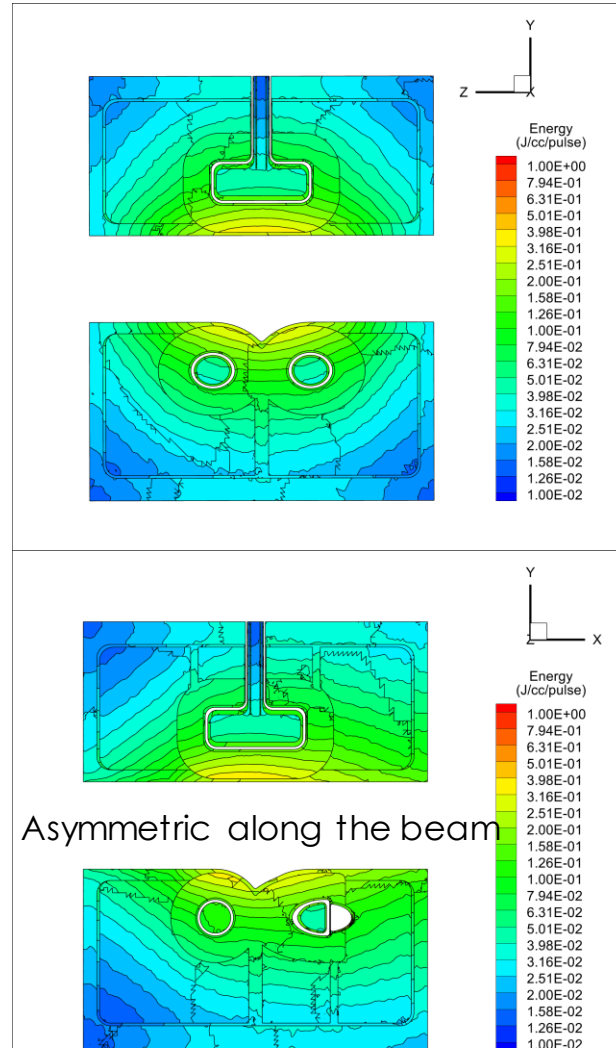 Y
Z X
Energy
(J/cc/pulse)
1.00E+00
7.94E-01
6.31E-01
5.01E-01
3.98E-01
3.16E-01
2.51E-01
2.00E-01
1.58E-01
1.26E-01
1.00E-01
7.94E-02
6.31E-02
5.01E-02
3.98E-02
3.16E-02
2.51E-02
2.00E-02
1.58E-02
1.26E-02
1.00E-02
Y
Z X
Energy
(J/cc/pulse)
1.00E+00
7.94E-01
6.31E-01
5.01E-01
3.98E-01
3.16E-01
2.51E-01
Asymmetric along the beam
2.00E-01
1.58E-01
1.26E-01
1.00E-01
7.94E-02
6.31E-02
5.01E-02
3.98E-02
3.16E-02
2.51E-02
2.00E-02
1.58E-02
1.26E-02
1.00E-02